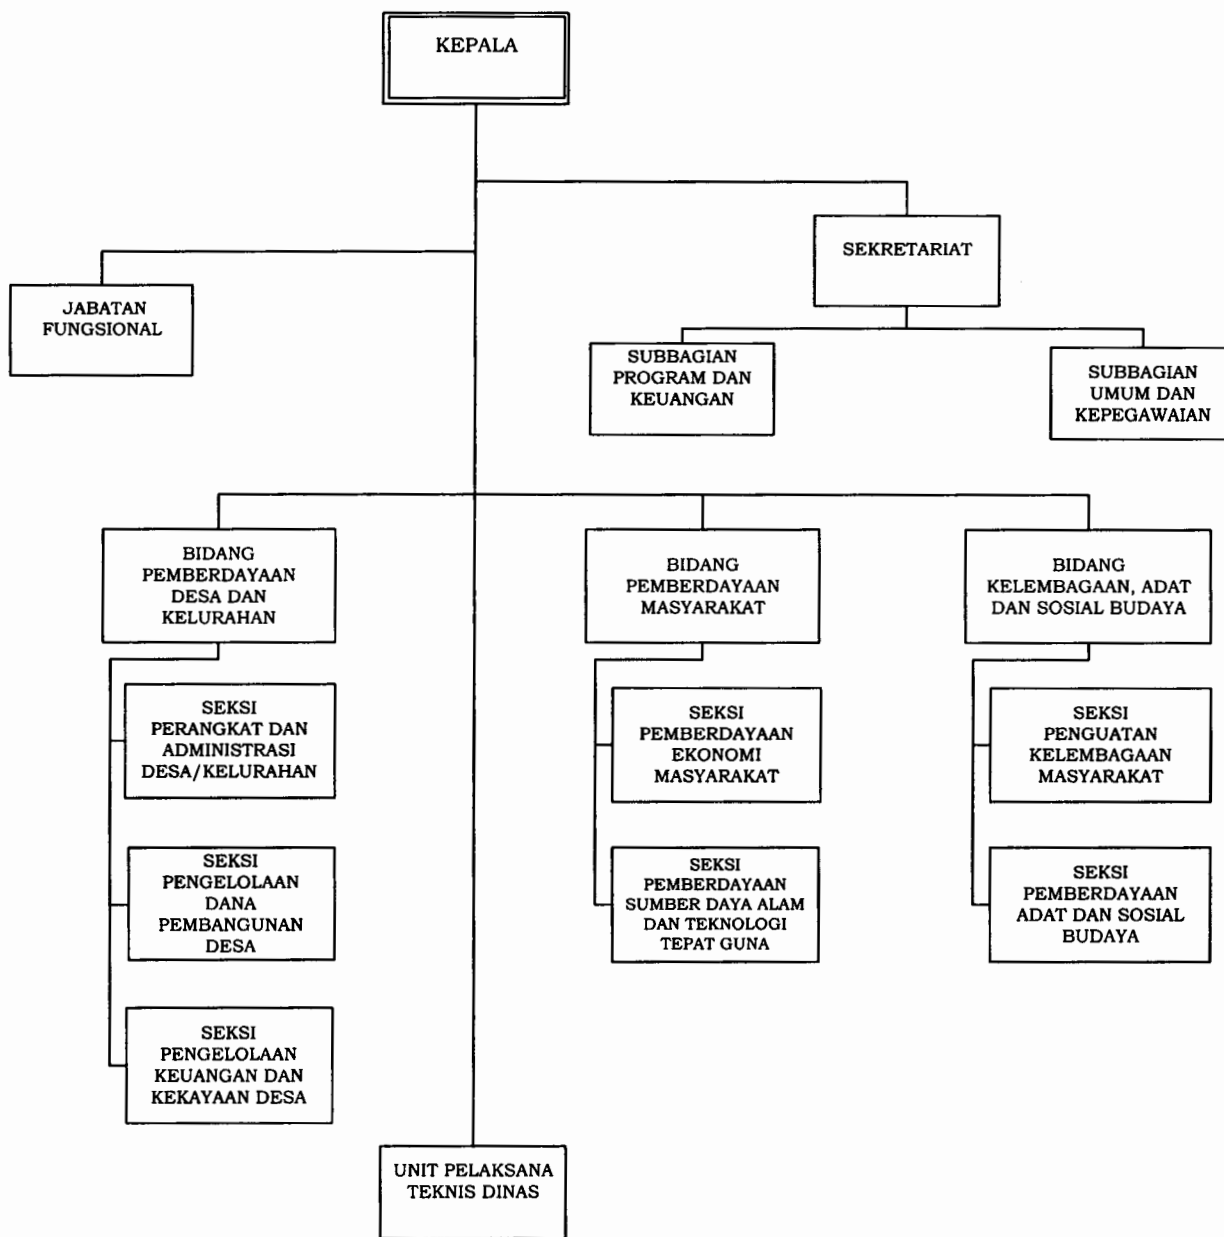 KEPALA
SEKRETARIAT
JABATAN
FUNGSIONAL
SUBBAGIAN
PROGRAM DAN
KEUANGAN
SUBBAGIAN
UMUM DAN
KEPEGAWAIAN
BIDANG
PEMBERDAYAAN
DESA DAN
KELURAHAN
BIDANG
PEMBERDAYAAN
MASYARAKAT
BIDANG
KELEMBAGAAN, ADAT
DAN SOSIAL BUDAYA
SEKSI
PERANGKAT DAN
ADMINISTRASI
DESA/KELURAHAN
SEKSI
PEMBERDAYAAN
EKONOMI
MASYARAKAT
SEKSI
PENGUATAN
KELEMBAGAAN
MASYARAKAT
SEKSI
PENGELOLAAN
DANA
PEMBANGUNAN
DESA
SEKSI
PEMBERDAYAAN
SUMBER DAYA ALAM
DAN TEKNOLOGI
TEPAT GUNA
SEKSI
PEMBERDAYAAN
ADAT DAN SOSIAL
BUDAYA
SEKSI
PENGELOLAAN
KEUANGAN DAN
KEKAYAAN DESA
UNIT PELAKSANA
TEKNIS DINAS